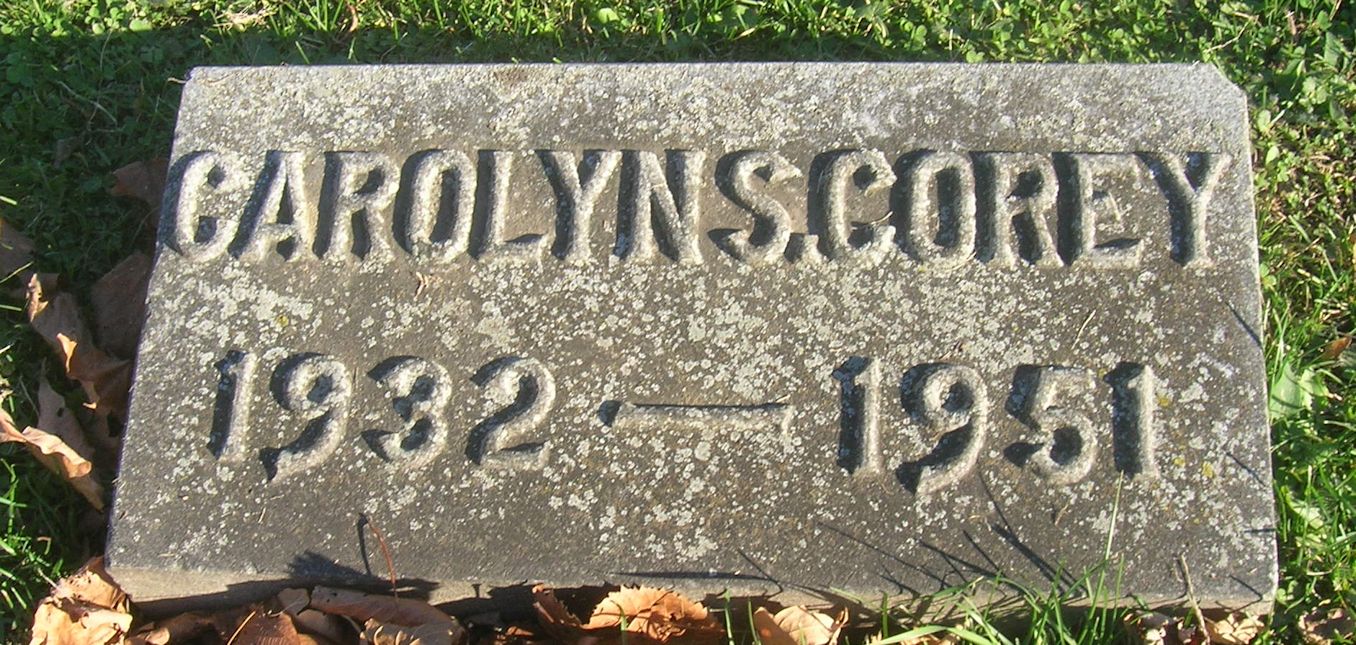 CAROLYN S. COREY
1932 — 1951